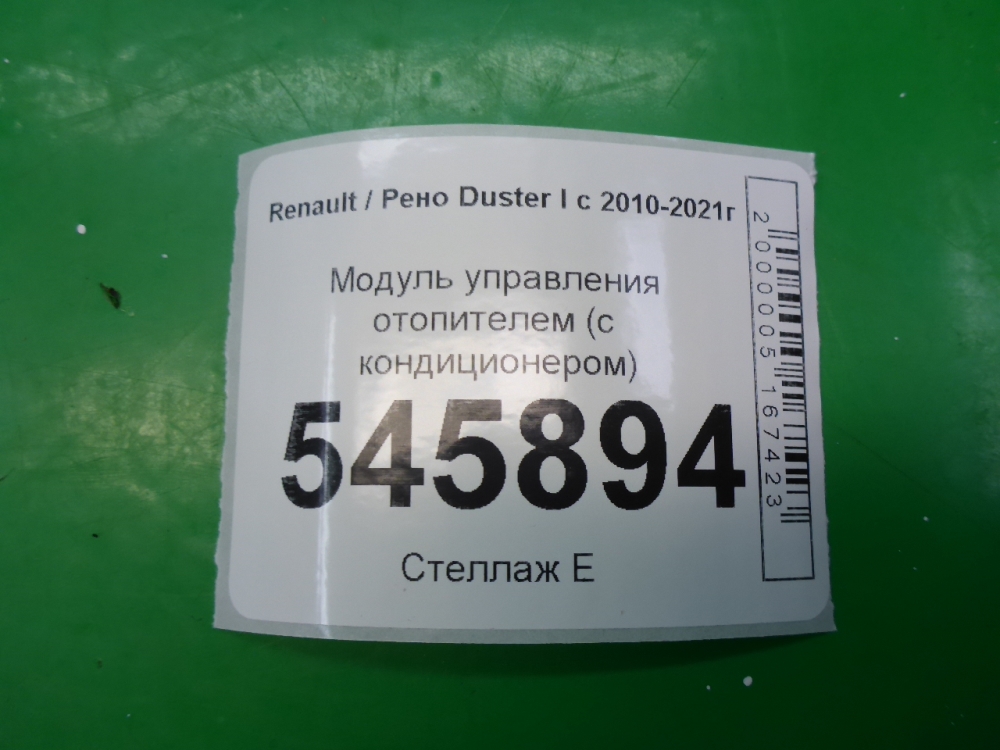 Renault / Рено Duster I с 2010-2021г
Модуль управления
отопителем (с
кондиционером)
545894
Стеллаж Е
2000005167423